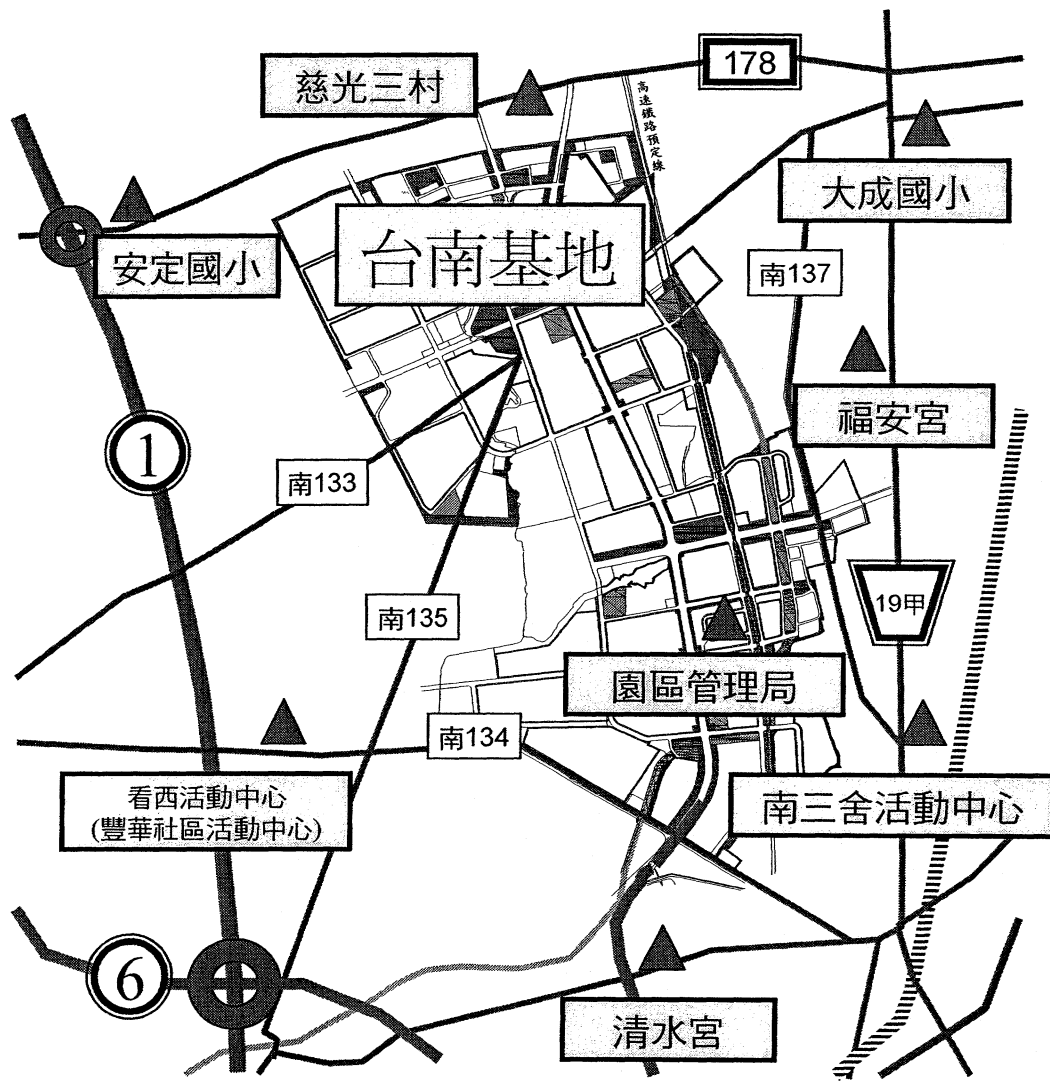 178
慈光三村
高速鐵路預定線
大成國小
台南基地
安定國小
南137
福安宮
1
南133
19甲
南135
園區管理局
南134
看西活動中心
(豐華社區活動中心)
南三舍活動中心
6
清水宮